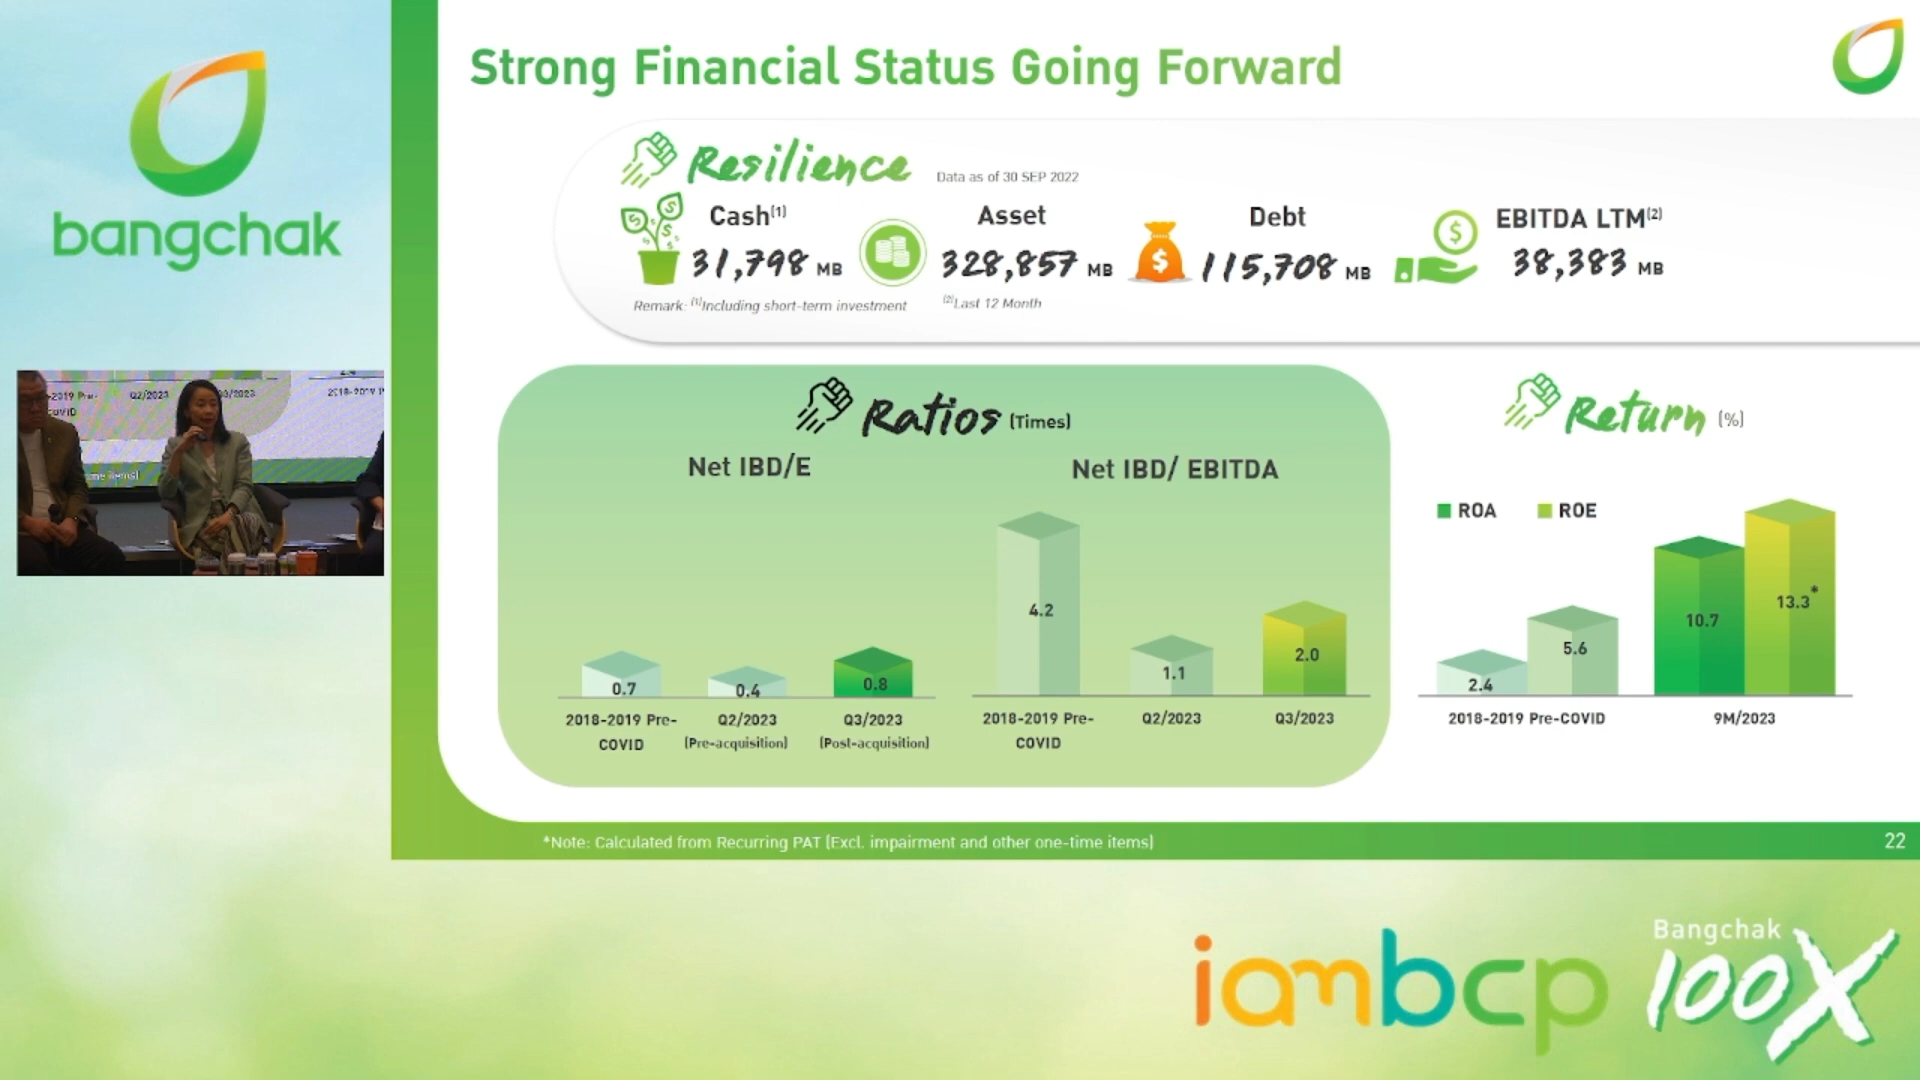 bangchak
Strong Financial Status Going Forward
Resilience
Data as of 30 SEP 2022
Cash(1)
31,798 MB
Asset
328,857 MB
Debt
115,708 MB
EBITDA LTM(2)
38,383 MB
Remark: (1)Including short-term investment
(2)Last 12 Month
Ratios (Times)
Net IBD/E
0.7
0.4
0.8
2018-2019 Pre-
COVID
Q2/2023
(Pre-acquisition)
Q3/2023
(Post-acquisition)
Net IBD/ EBITDA
4.2
1.1
2.0
2018-2019 Pre-
COVID
Q2/2023
Q3/2023
Return (%)
ROA
ROE
2.4
5.6
10.7
13.3*
2018-2019 Pre-COVID
9M/2023
*Note: Calculated from Recurring PAT (Excl. impairment and other one-time items)
22
-2019 Pre-
COVID
Q2/2023
iambcp
Bangchak
100X